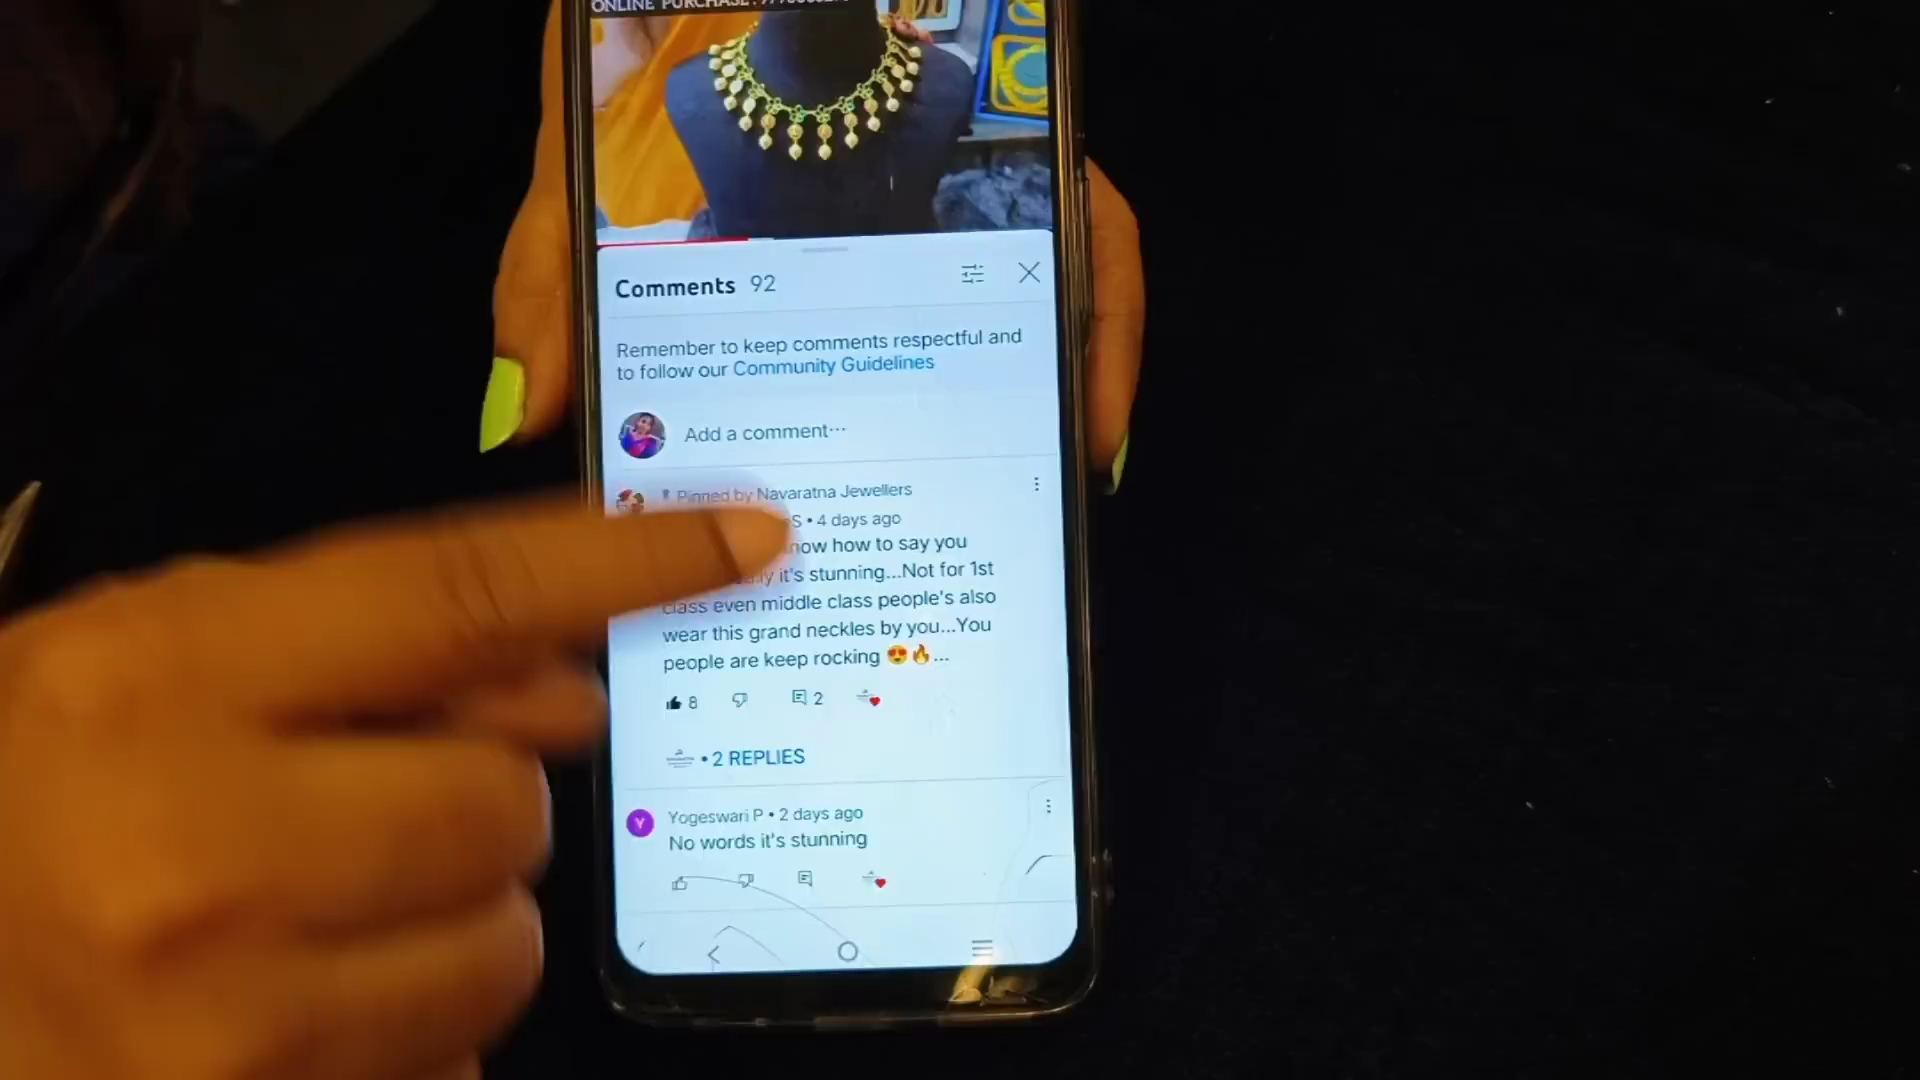 ONLINE PURCHASE:
Comments 92
Remember to keep comments respectful and
to follow our Community Guidelines
Add a comment...
Pinned by Navaratna Jewellers
• 4 days ago
how to say you
it's stunning...Not for 1st
class even middle class people's also
wear this grand neckles by you...You
people are keep rocking 😍🔥...
8 2
• 2 REPLIES
Y
Yogeswari P • 2 days ago
No words it's stunning